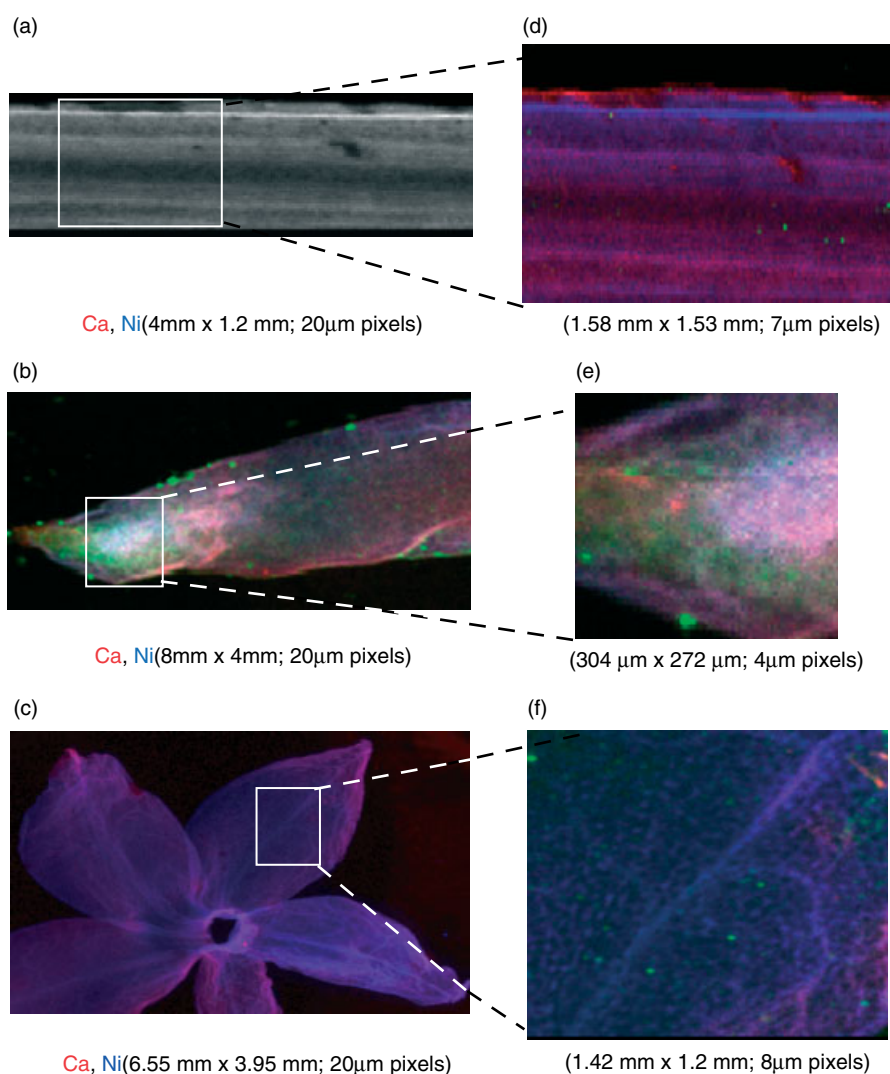 (a)
(d)
Ca, Ni(4mm x 1.2 mm; 20μm pixels)
(1.58 mm x 1.53 mm; 7μm pixels)
(b)
(e)
Ca, Ni(8mm x 4mm; 20μm pixels)
(304 μm x 272 μm; 4μm pixels)
(c)
(f)
Ca, Ni(6.55 mm x 3.95 mm; 20μm pixels)
(1.42 mm x 1.2 mm; 8μm pixels)